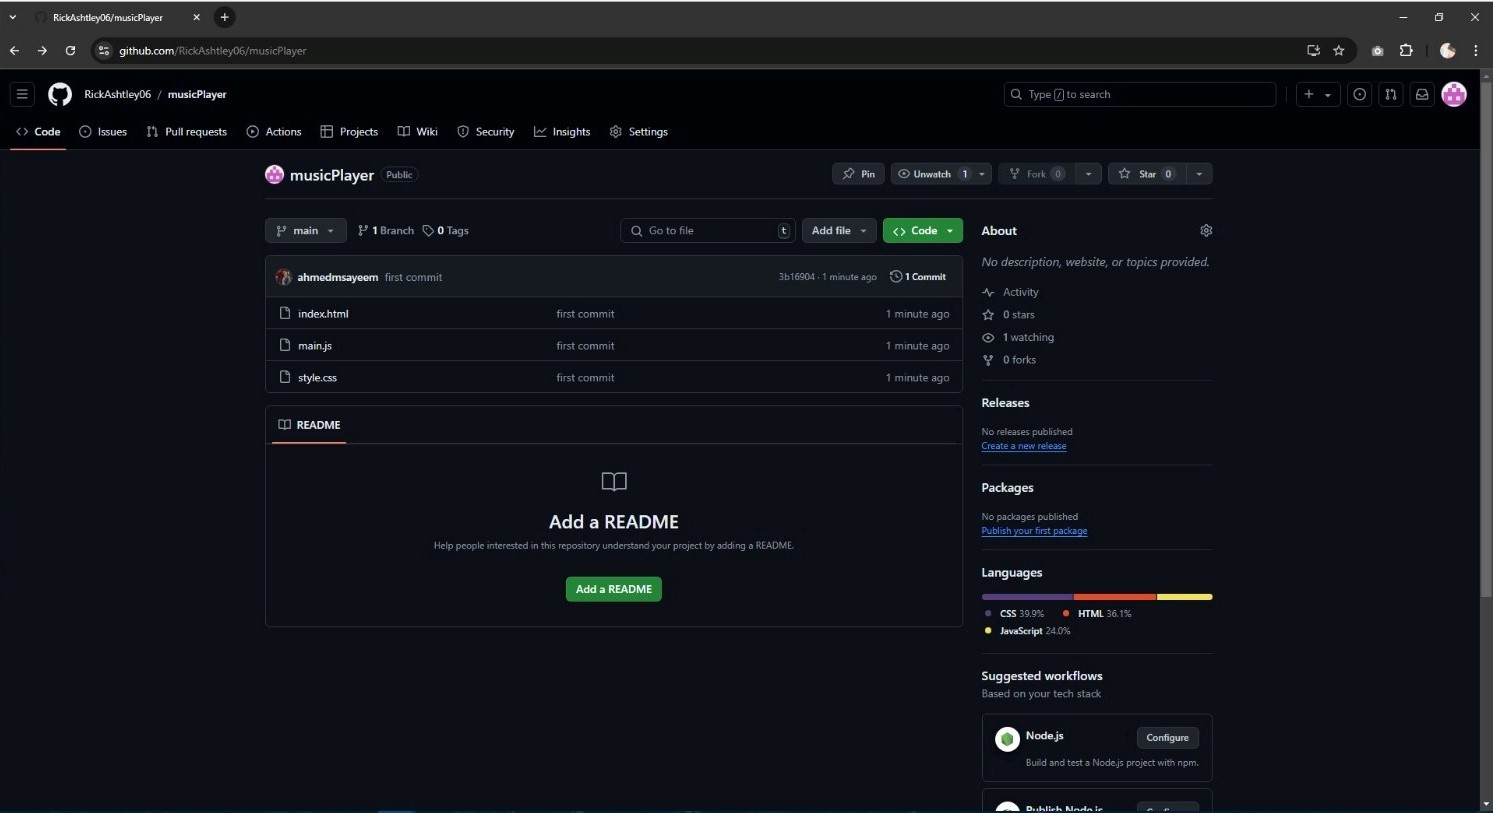 RickAshtley06/musicPlayer
github.com/RickAshtley06/musicPlayer
RickAshtley06 / musicPlayer
Type / to search
Code Issues Pull requests Actions Projects Wiki Security Insights Settings
musicPlayer Public
Pin Unwatch 1 Fork 0 Star 0
main 1 Branch 0 Tags Go to file t Add file Code
ahmedmsayeem first commit 3b16904 · 1 minute ago 1 Commit
index.html first commit 1 minute ago
main.js first commit 1 minute ago
style.css first commit 1 minute ago
README
Add a README
Help people interested in this repository understand your project by adding a README.
Add a README
About
No description, website, or topics provided.
Activity
0 stars
1 watching
0 forks
Releases
No releases published
Create a new release
Packages
No packages published
Publish your first package
Languages
CSS 39.9% HTML 36.1%
JavaScript 24.0%
Suggested workflows
Based on your tech stack
Node.js Configure
Build and test a Node.js project with npm.
Publish Node.js